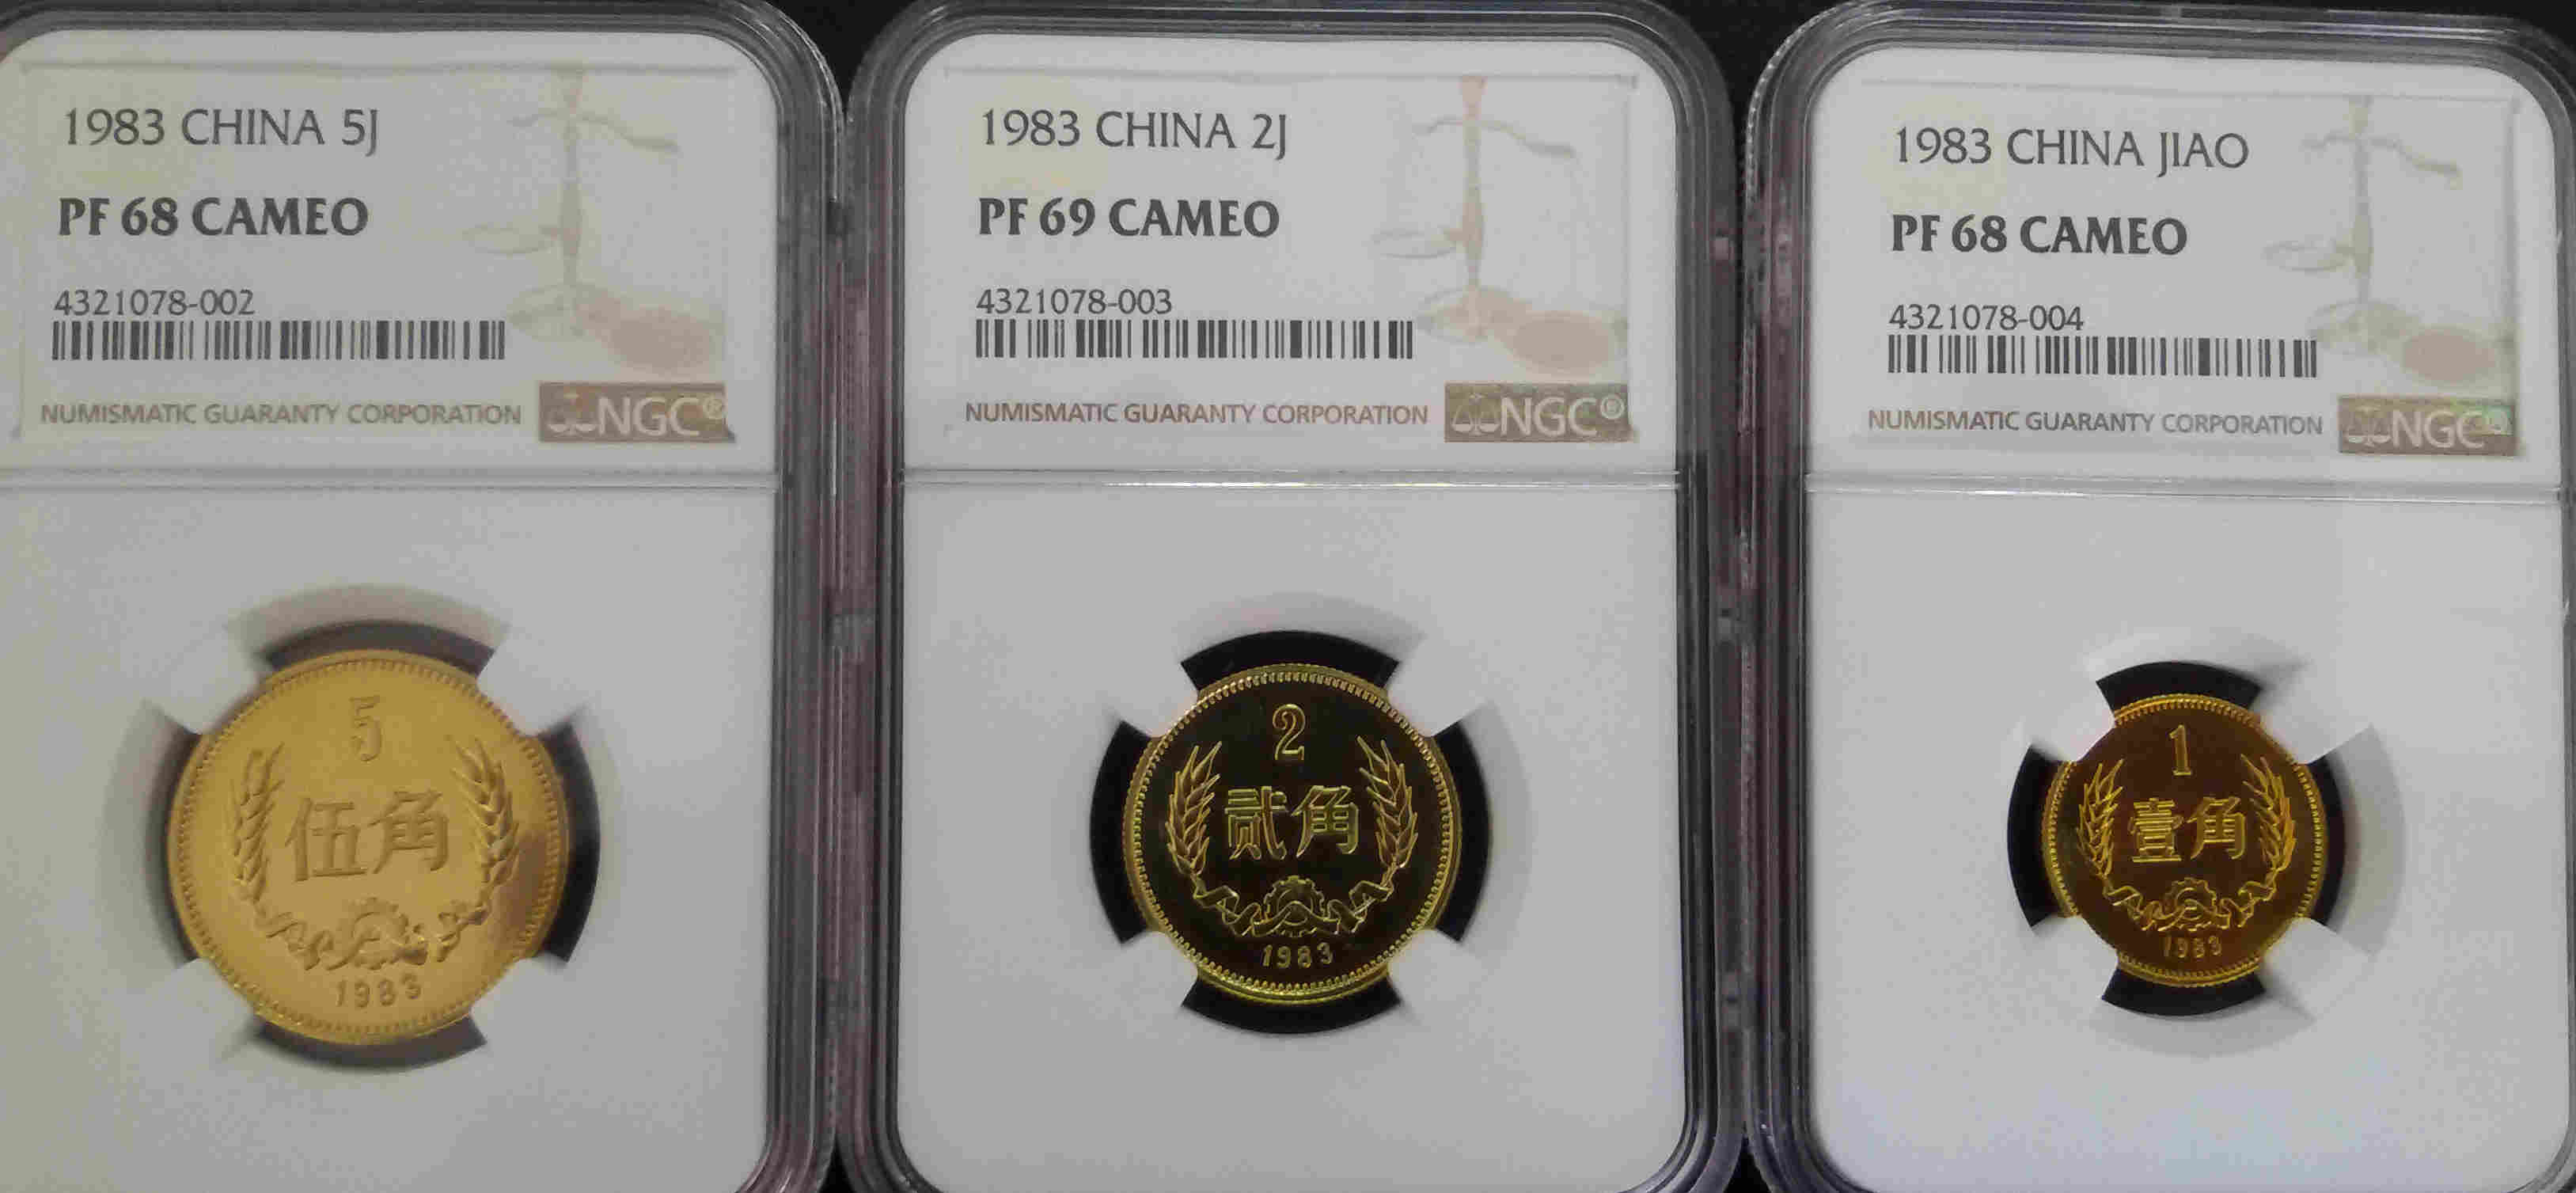 1983 CHINA 5J
PF 68 CAMEO
4321078-002
NUMISMATIC GUARANTY CORPORATION NGC®
5
伍角
1983
1983 CHINA 2J
PF 69 CAMEO
4321078-003
NUMISMATIC GUARANTY CORPORATION NGC®
2
贰角
1983
1983 CHINA JIAO
PF 68 CAMEO
4321078-004
NUMISMATIC GUARANTY CORPORATION NGC®
1
壹角
1983